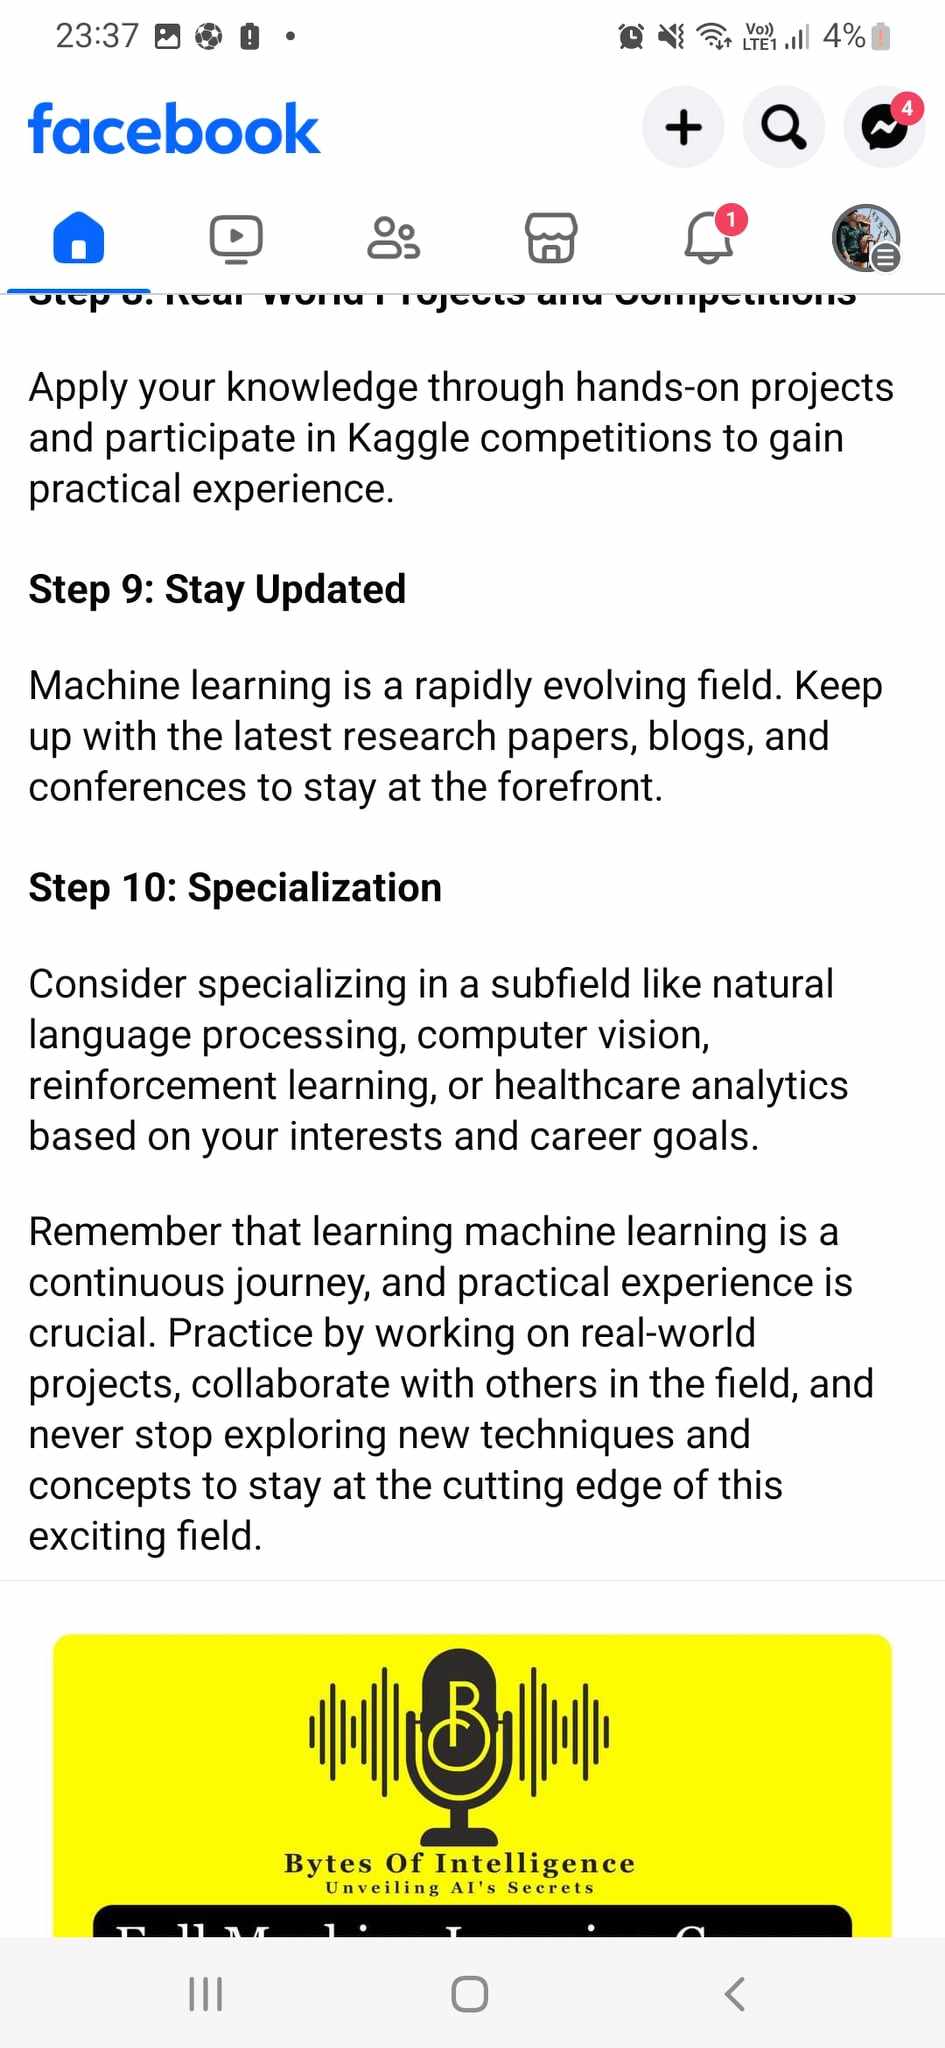 23:37
Vo)) LTE1 4%
facebook
4
1
Step 8: Real-World Projects and Competitions
Apply your knowledge through hands-on projects
and participate in Kaggle competitions to gain
practical experience.
Step 9: Stay Updated
Machine learning is a rapidly evolving field. Keep
up with the latest research papers, blogs, and
conferences to stay at the forefront.
Step 10: Specialization
Consider specializing in a subfield like natural
language processing, computer vision,
reinforcement learning, or healthcare analytics
based on your interests and career goals.
Remember that learning machine learning is a
continuous journey, and practical experience is
crucial. Practice by working on real-world
projects, collaborate with others in the field, and
never stop exploring new techniques and
concepts to stay at the cutting edge of this
exciting field.
Bytes Of Intelligence
Unveiling AI's Secrets
Full Machine Learning